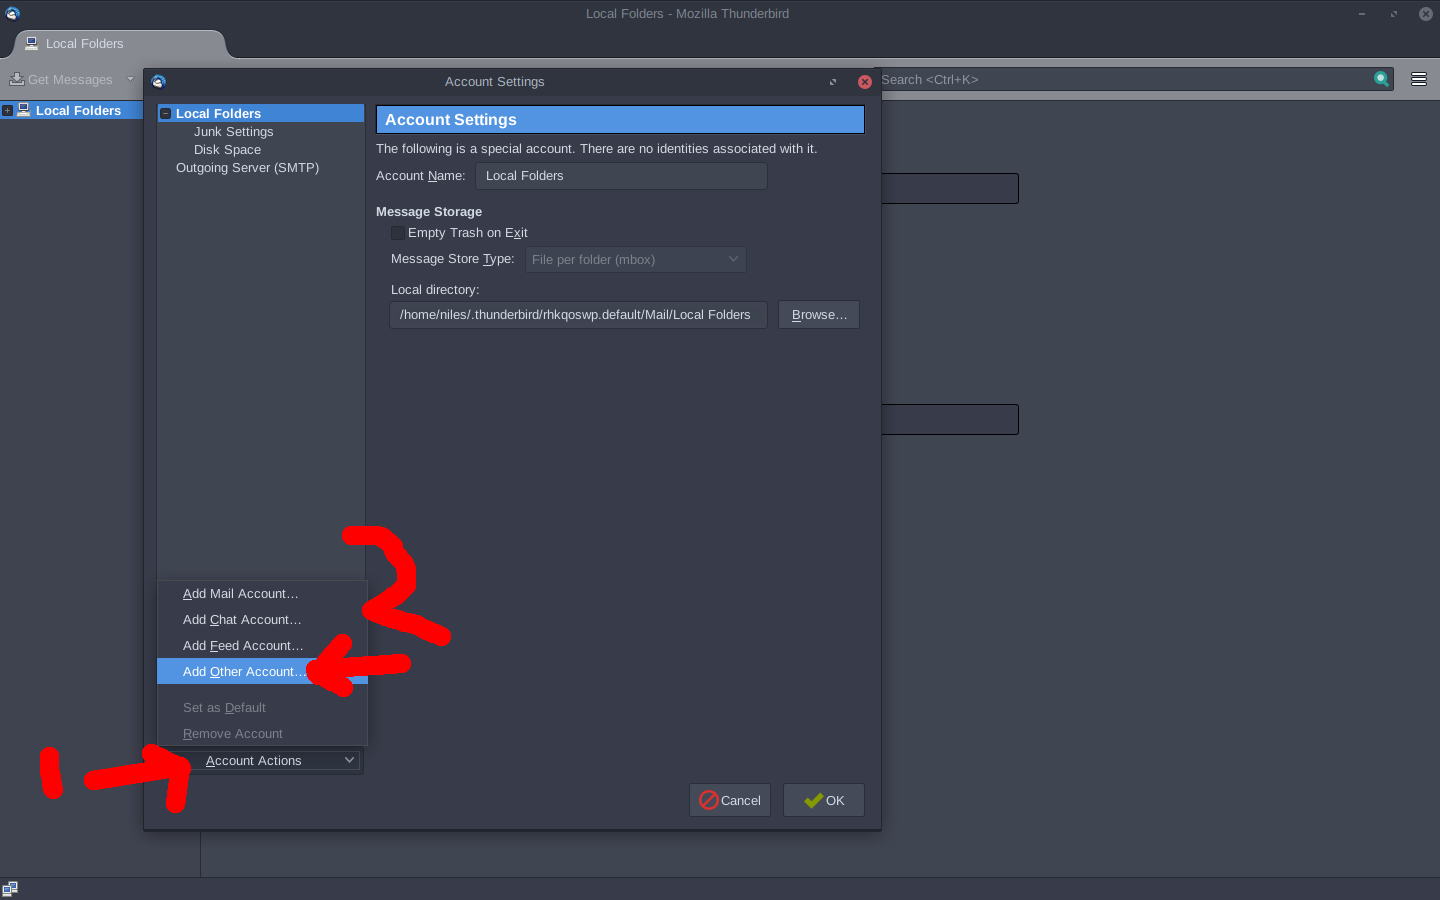 Local Folders - Mozilla Thunderbird
Local Folders
Get Messages
Search <Ctrl+K>
Local Folders
Account Settings
Local Folders
Junk Settings
Disk Space
Outgoing Server (SMTP)
Account Settings
The following is a special account. There are no identities associated with it.
Account Name: Local Folders
Message Storage
Empty Trash on Exit
Message Store Type: File per folder (mbox)
Local directory:
/home/niles/.thunderbird/rhkqoswp.default/Mail/Local Folders Browse...
2
Add Mail Account...
Add Chat Account...
Add Feed Account...
Add Other Account...
Set as Default
Remove Account
1
Account Actions
Cancel OK